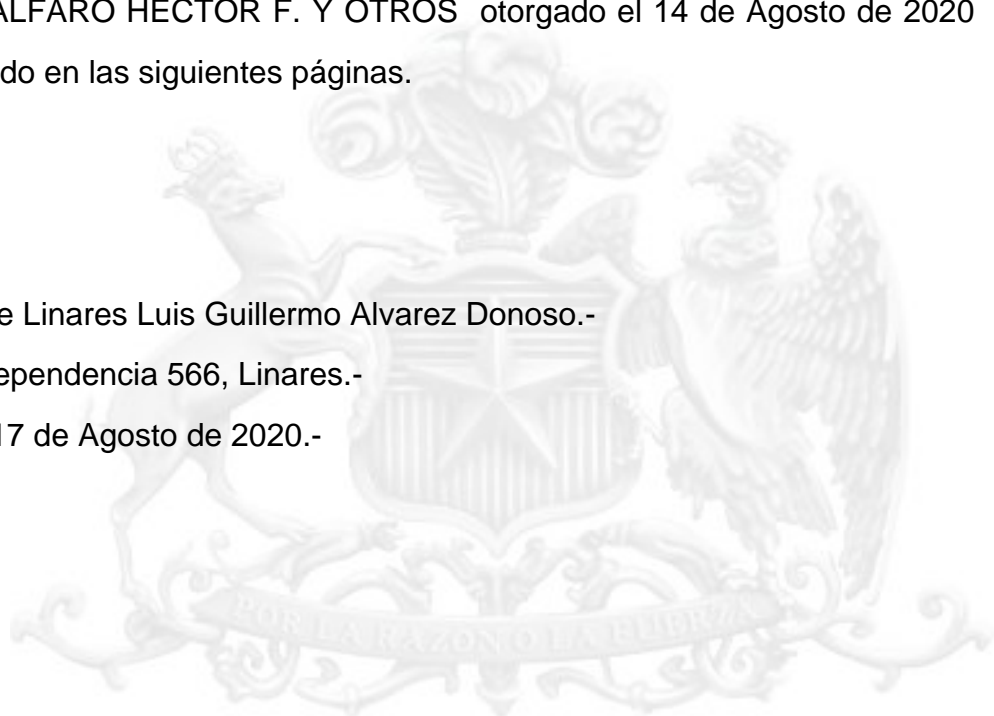 ALFARO HECTOR F. Y OTROS otorgado el 14 de Agosto de 2020
do en las siguientes páginas.
e Linares Luis Guillermo Alvarez Donoso.-
ependencia 566, Linares.-
17 de Agosto de 2020.-
POR LA RAZON O LA FUERZA